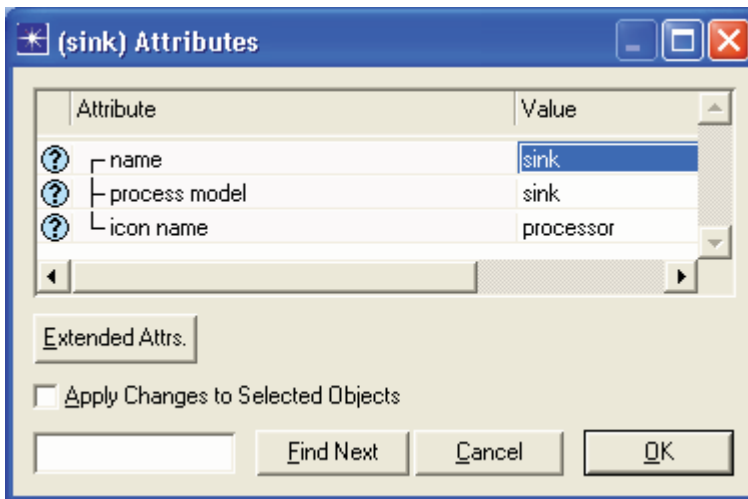 (sink) Attributes
Attribute Value
name sink
process model sink
icon name processor
Extended Attrs.
Apply Changes to Selected Objects
Find Next Cancel OK